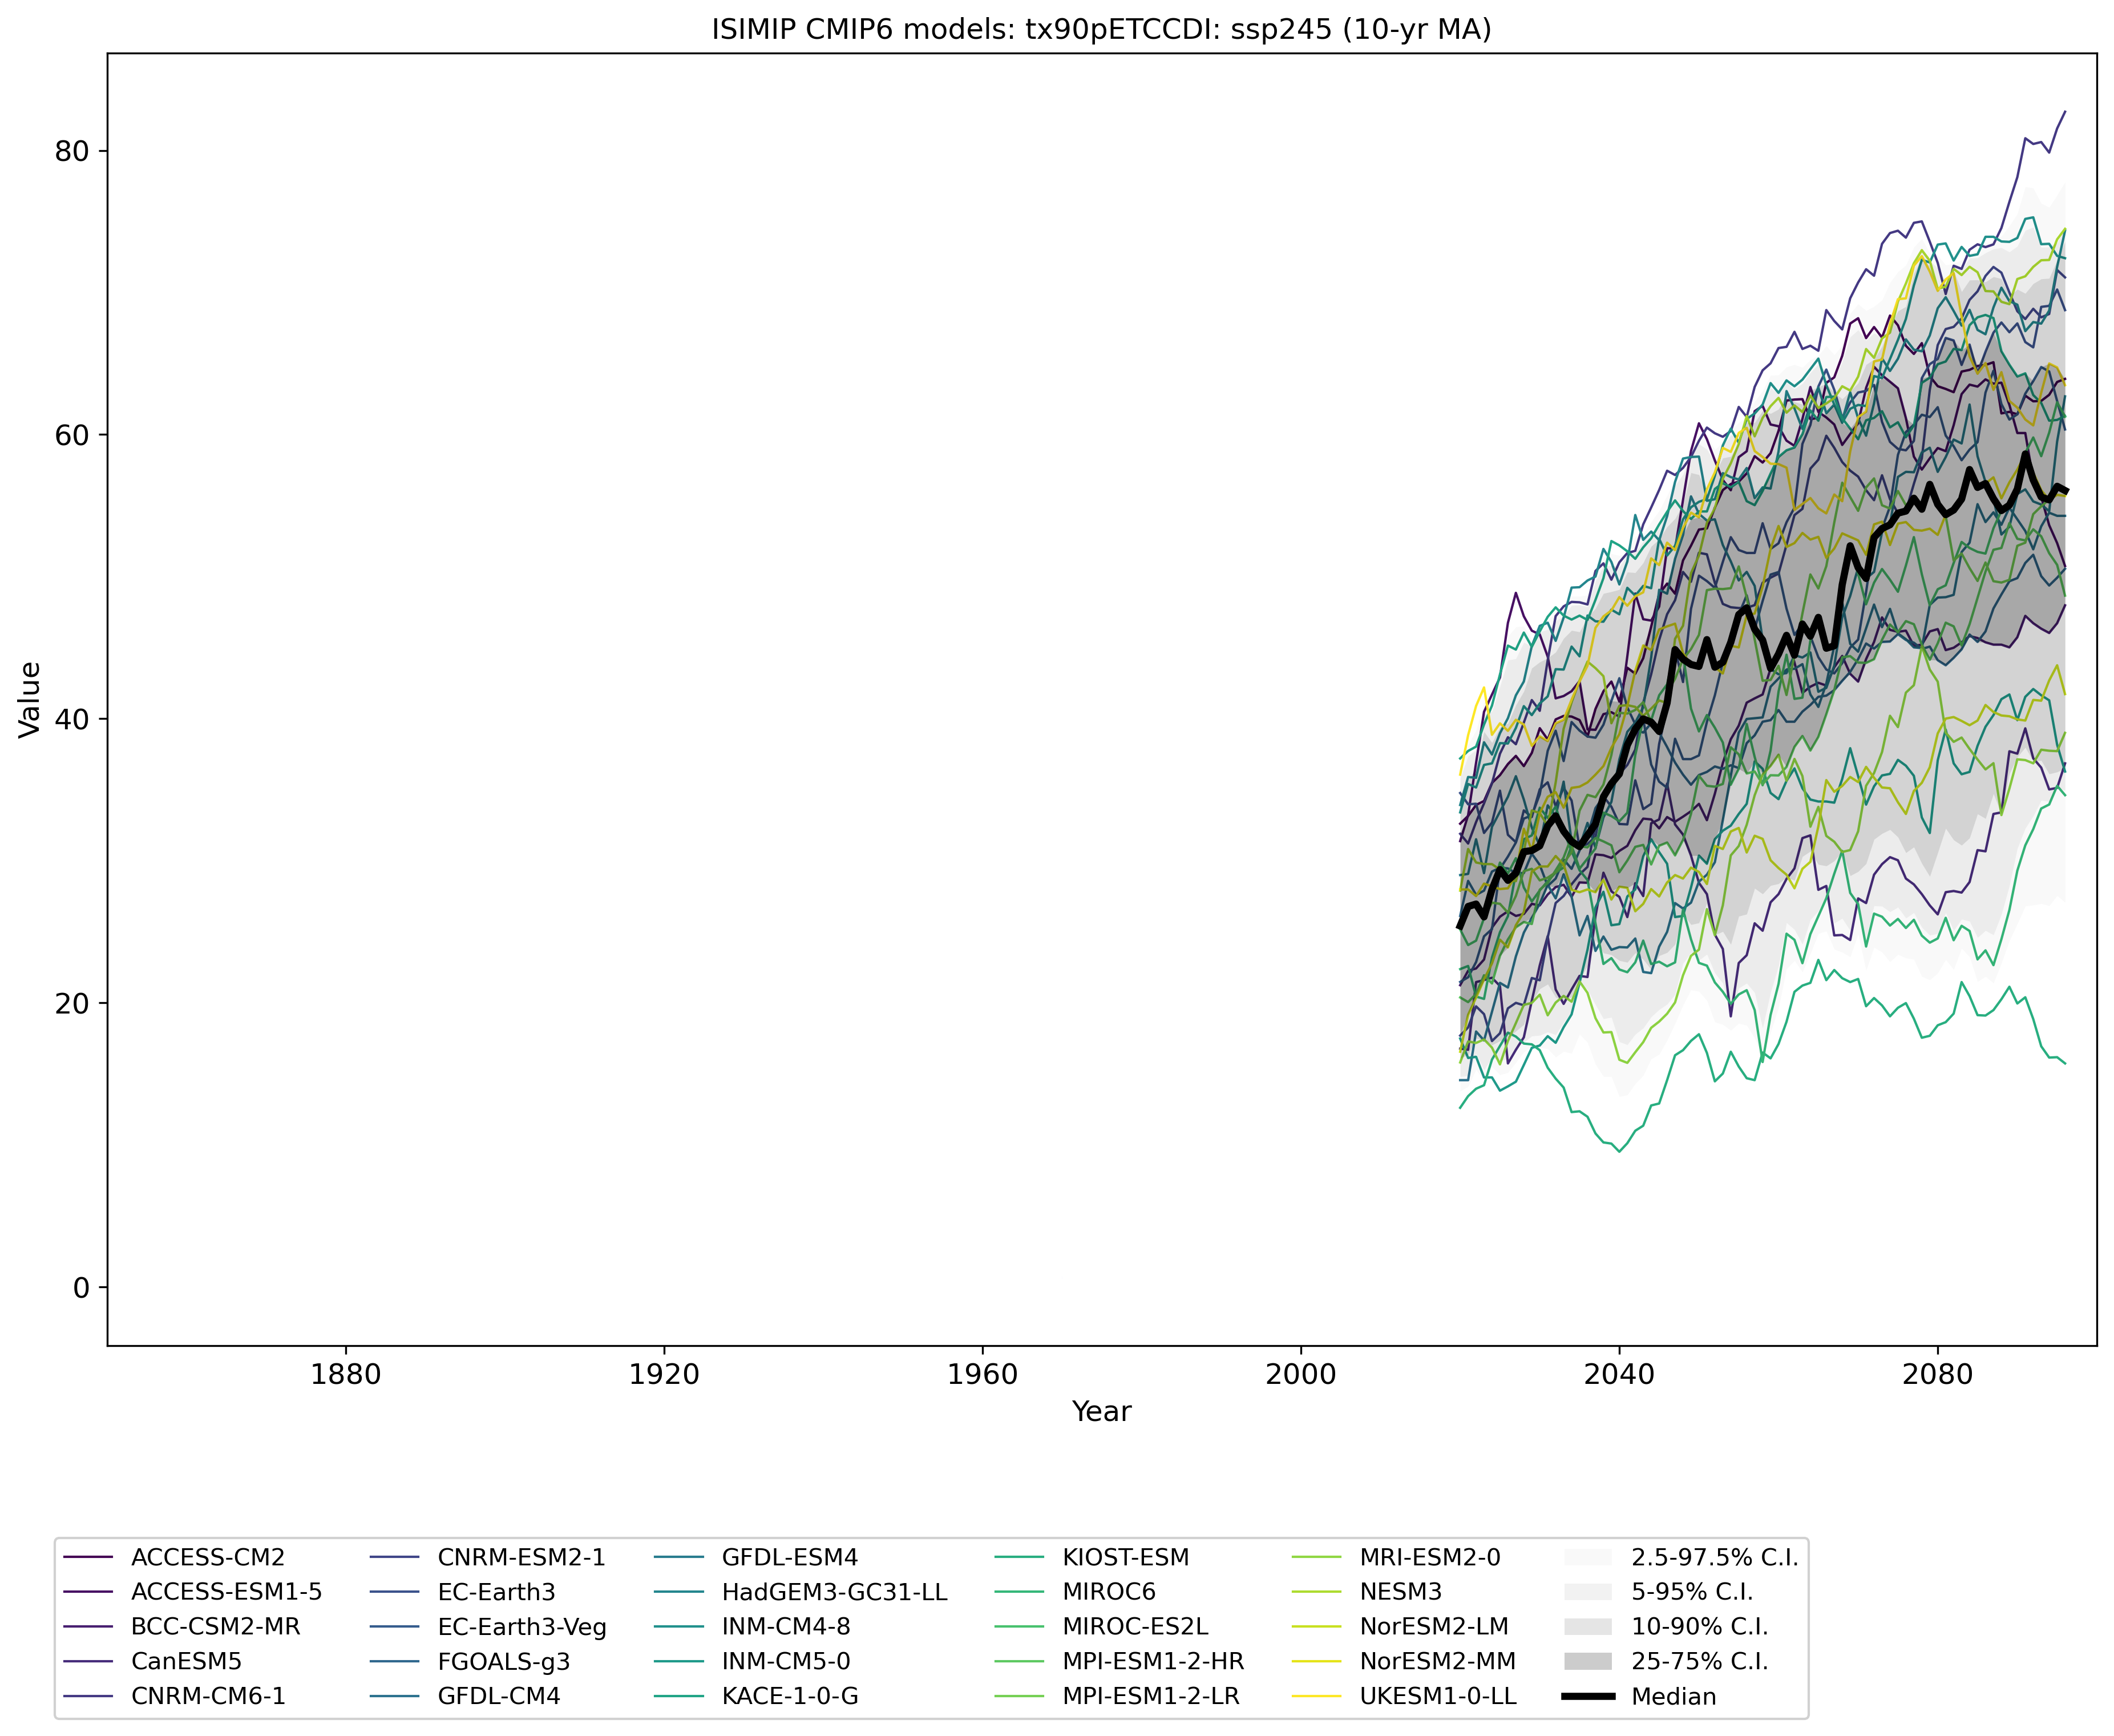 ISIMIP CMIP6 models: tx90pETCCDI: ssp245 (10-yr MA)
80
60
40
20
0
Value
1880 1920 1960 2000 2040 2080
Year
ACCESS-CM2 CNRM-ESM2-1 GFDL-ESM4 KIOST-ESM MRI-ESM2-0 2.5-97.5% C.I.
ACCESS-ESM1-5 EC-Earth3 HadGEM3-GC31-LL MIROC6 NESM3 5-95% C.I.
BCC-CSM2-MR EC-Earth3-Veg INM-CM4-8 MIROC-ES2L NorESM2-LM 10-90% C.I.
CanESM5 FGOALS-g3 INM-CM5-0 MPI-ESM1-2-HR NorESM2-MM 25-75% C.I.
CNRM-CM6-1 GFDL-CM4 KACE-1-0-G MPI-ESM1-2-LR UKESM1-0-LL Median